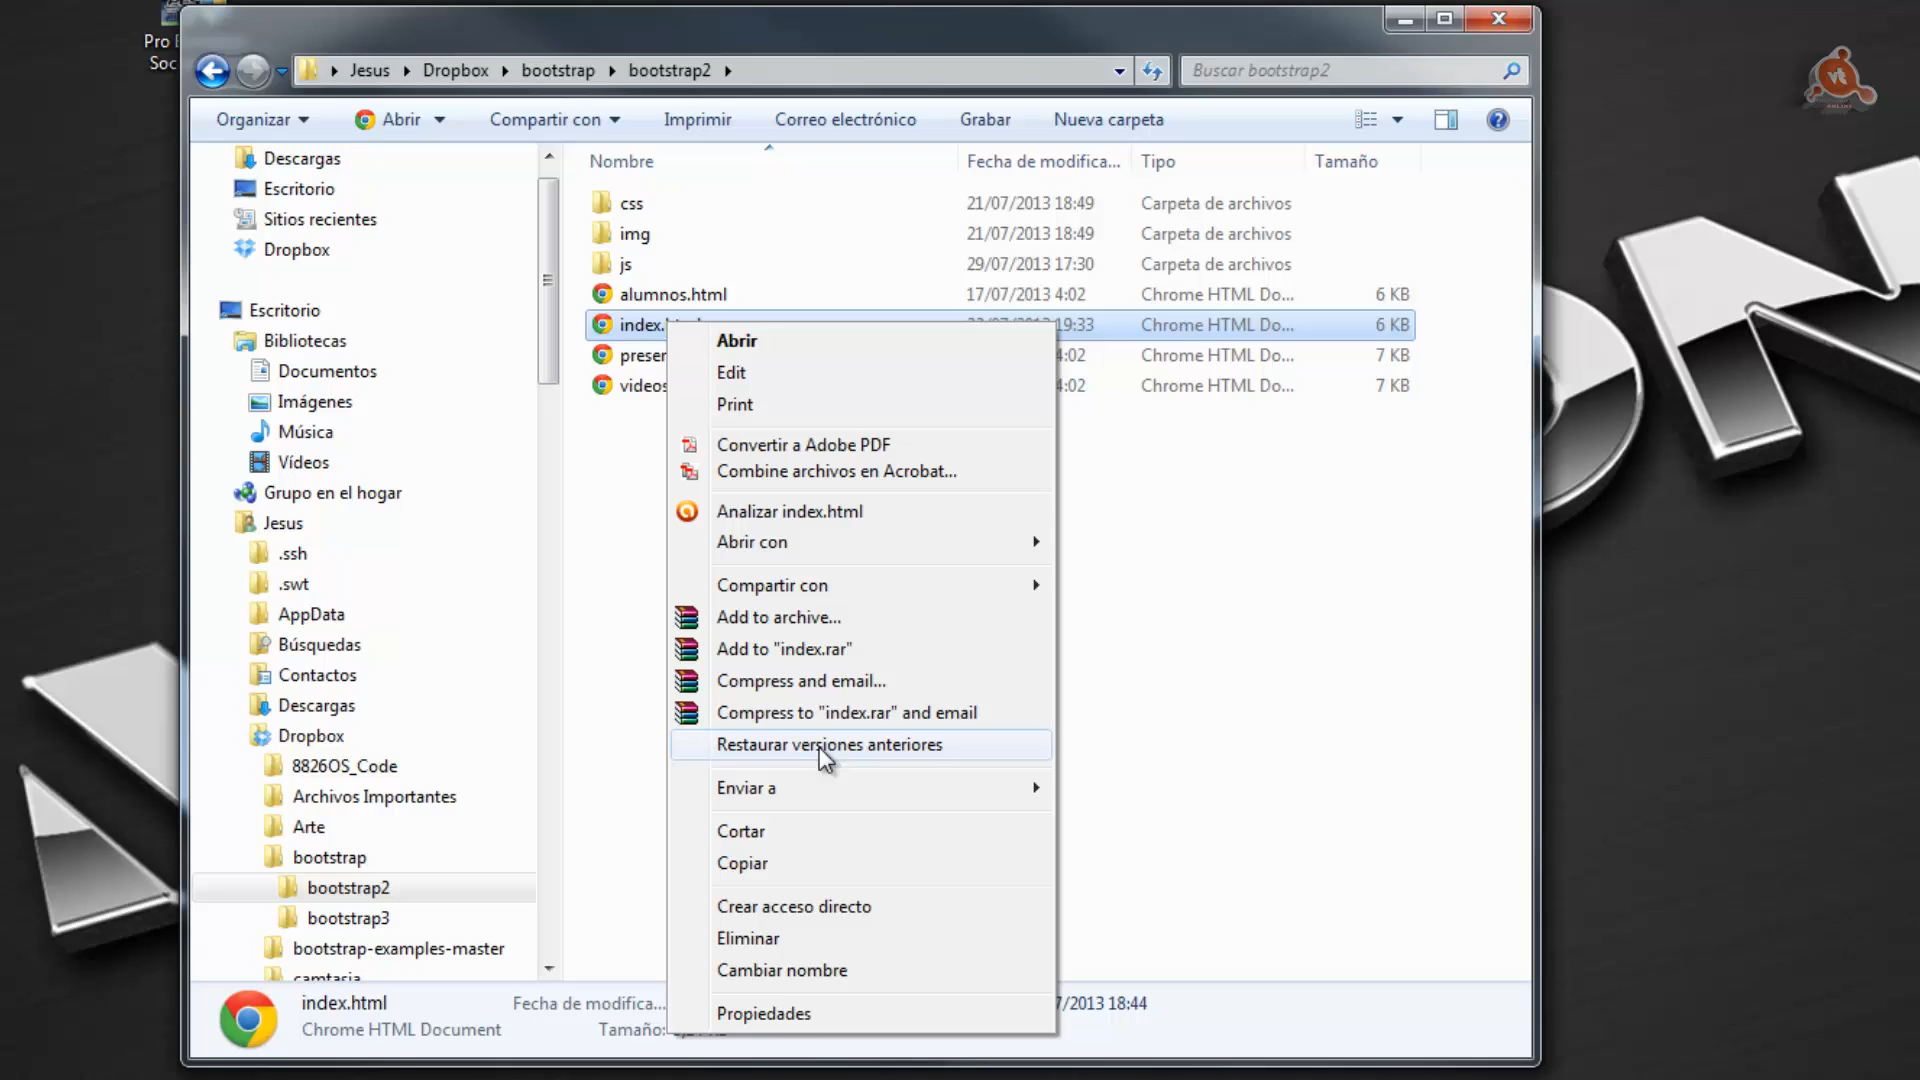 Pro
Soc
Jesus
Dropbox
bootstrap
bootstrap2
Buscar bootstrap2
Organizar
Abrir
Compartir con
Imprimir
Correo electrónico
Grabar
Nueva carpeta
Descargas
Escritorio
Sitios recientes
Dropbox
Escritorio
Bibliotecas
Documentos
Imágenes
Música
Vídeos
Grupo en el hogar
Jesus
.ssh
.swt
AppData
Búsquedas
Contactos
Descargas
Dropbox
8826OS_Code
Archivos Importantes
Arte
bootstrap
bootstrap2
bootstrap3
bootstrap-examples-master
camtasia
Nombre Fecha de modifica... Tipo Tamaño
css 21/07/2013 18:49 Carpeta de archivos
img 21/07/2013 18:49 Carpeta de archivos
js 29/07/2013 17:30 Carpeta de archivos
alumnos.html 17/07/2013 4:02 Chrome HTML Do... 6 KB
index. 19:33 Chrome HTML Do... 6 KB
presen 4:02 Chrome HTML Do... 7 KB
videos 4:02 Chrome HTML Do... 7 KB
Abrir
Edit
Print
Convertir a Adobe PDF
Combine archivos en Acrobat...
Analizar index.html
Abrir con
Compartir con
Add to archive...
Add to "index.rar"
Compress and email...
Compress to "index.rar" and email
Restaurar versiones anteriores
Enviar a
Cortar
Copiar
Crear acceso directo
Eliminar
Cambiar nombre
Propiedades
index.html Fecha de modifica... 7/2013 18:44
Chrome HTML Document Tamaño:
vt